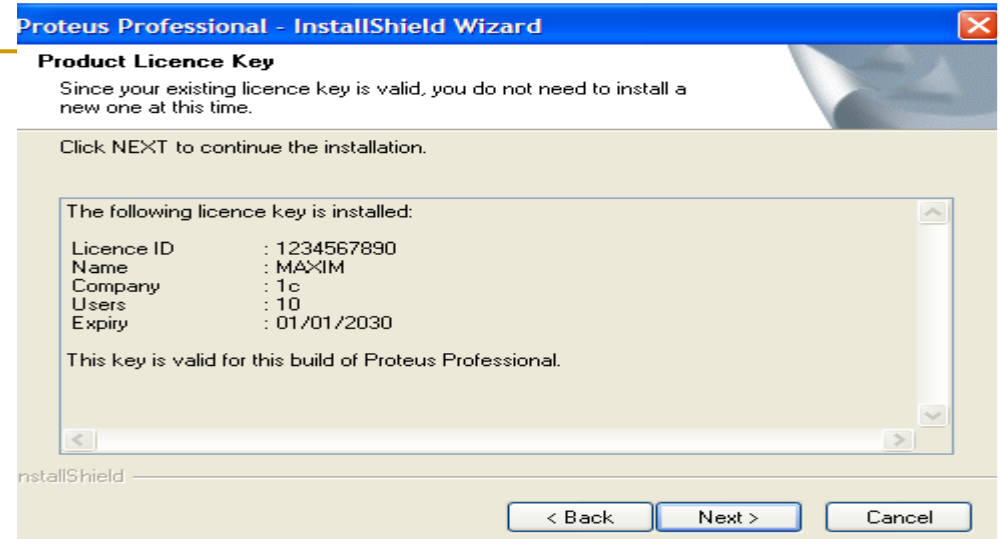 Proteus Professional - InstallShield Wizard
Product Licence Key
Since your existing licence key is valid, you do not need to install a
new one at this time.
Click NEXT to continue the installation.
The following licence key is installed:
Licence ID : 1234567890
Name : MAXIM
Company : 1c
Users : 10
Expiry : 01/01/2030
This key is valid for this build of Proteus Professional.
nstallShield
< Back Next > Cancel